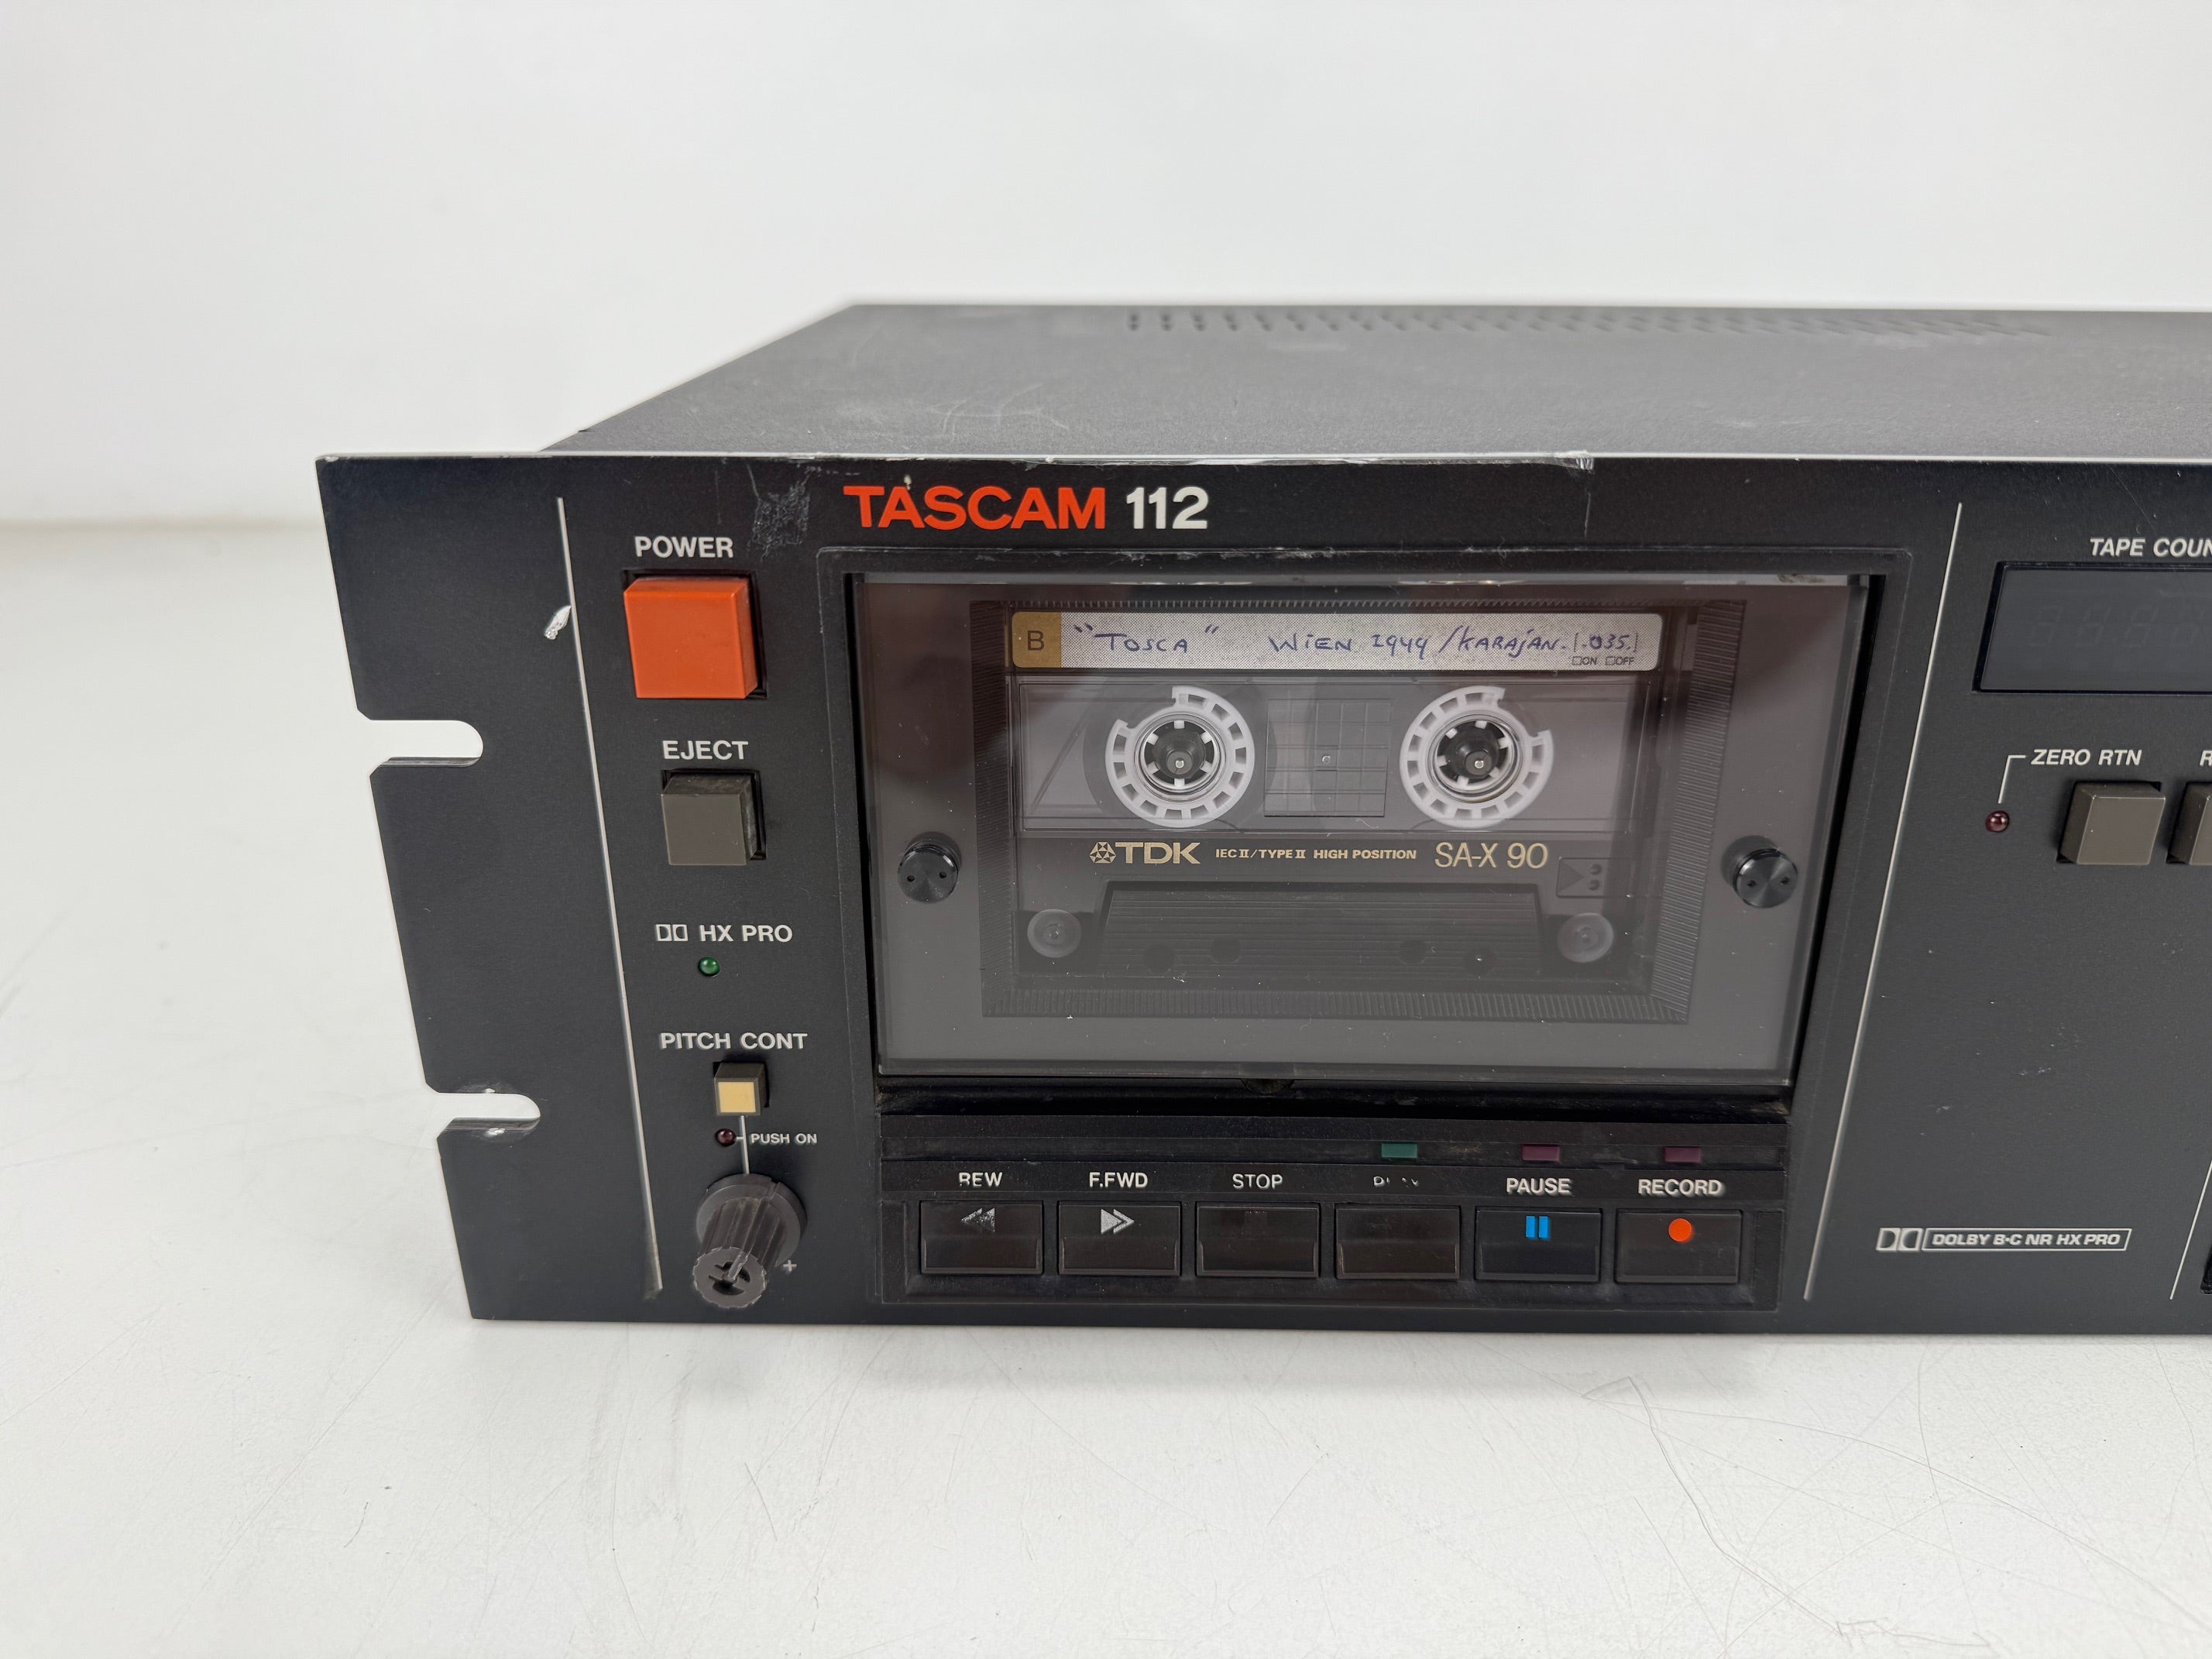 TASCAM 112
POWER
EJECT
HX PRO
PITCH CONT
PUSH ON
+
B "TOSCA" WIEN /KARAJAN. .035.
ON OFF
TDK IEC II/TYPE II HIGH POSITION SA-X 90
REW F.FWD STOP PAUSE RECORD
TAPE COUN
ZERO RTN R
DOLBY B·C NR HX PRO